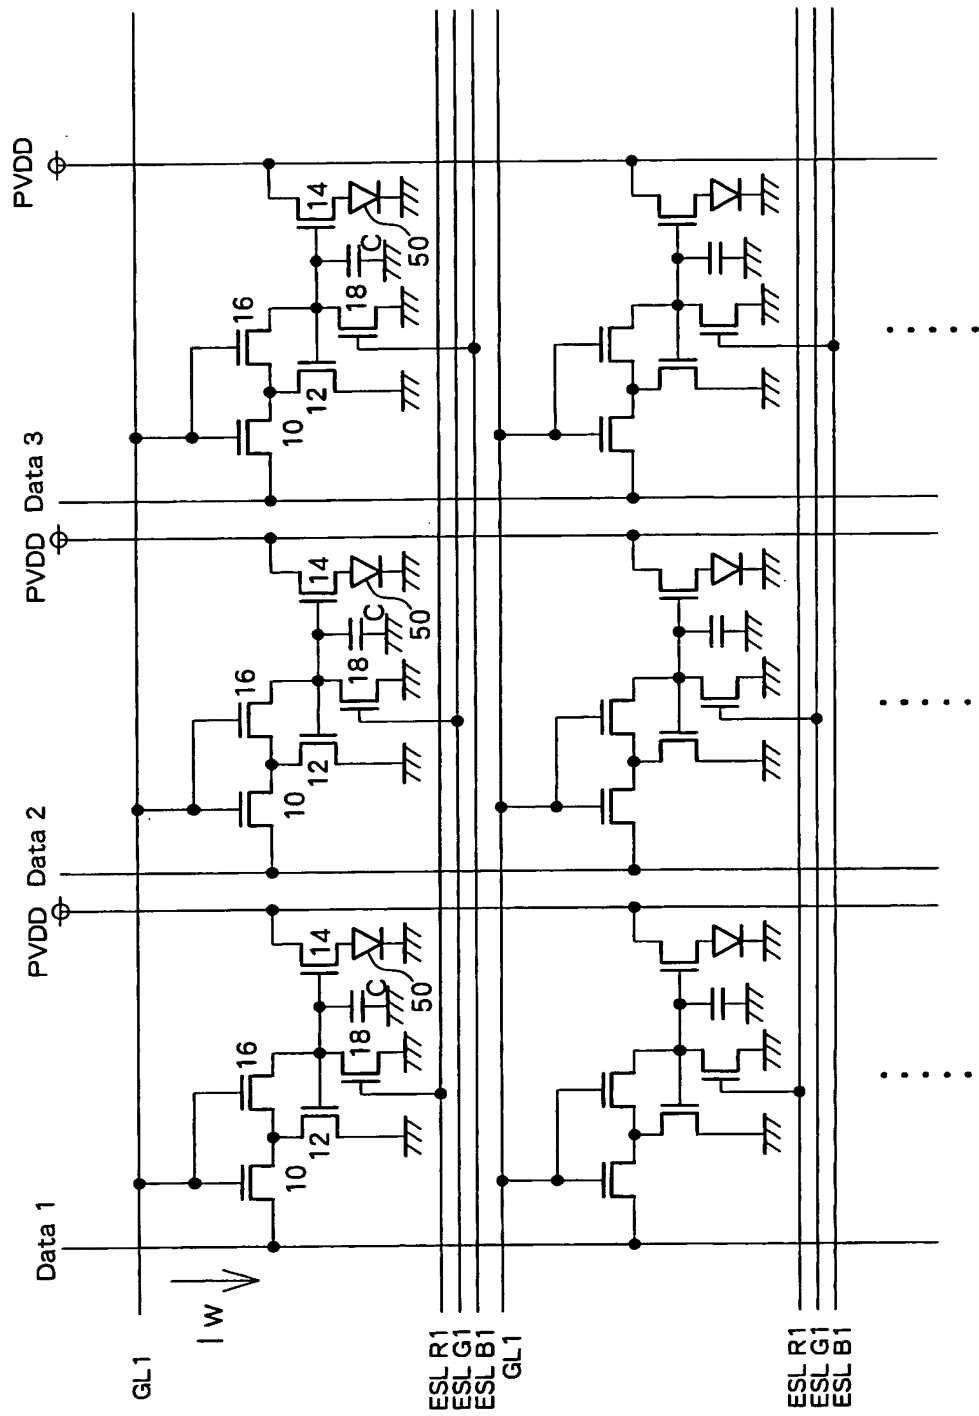 Data 1
PVDD
Data 2
PVDD
Data 3
PVDD
GL1
I W
10
16
12
18
C
14
50
10
16
12
18
C
14
50
10
16
12
18
C
14
50
ESL R1
ESL G1
ESL B1
GL1
ESL R1
ESL G1
ESL B1